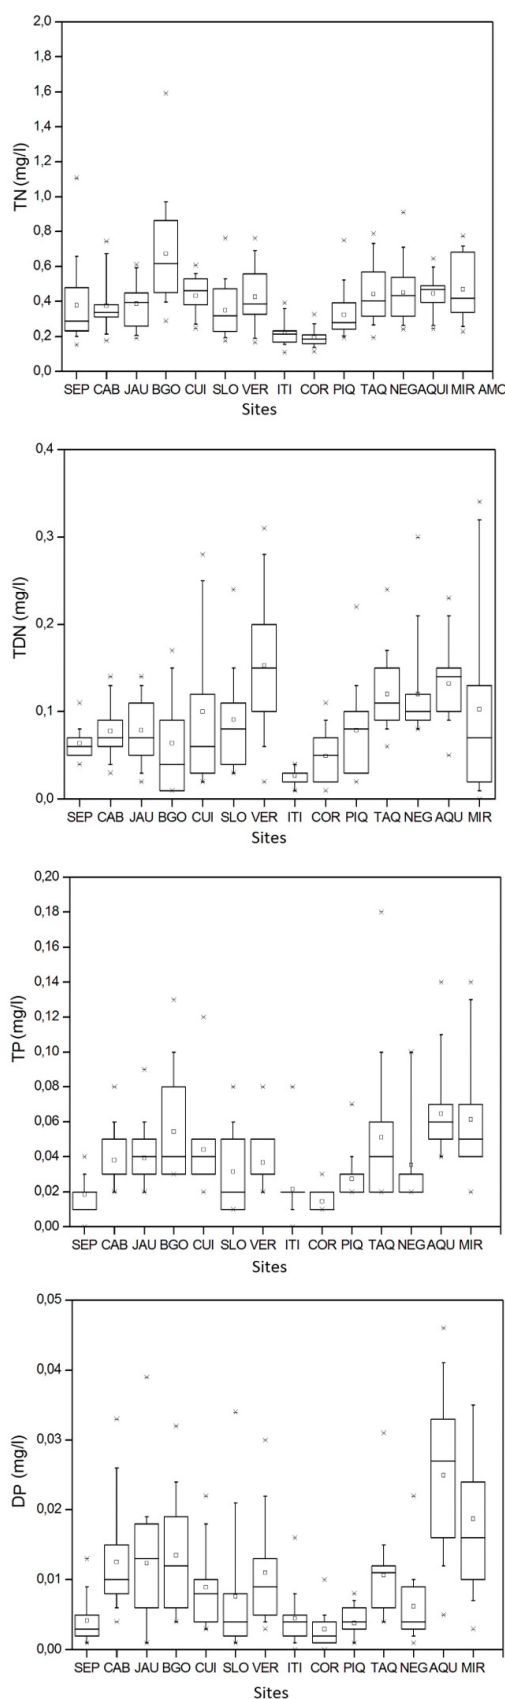 2,0
1,8
1,6
1,4
1,2
1,0
0,8
0,6
0,4
0,2
0,0
TN (mg/l)
SEP CAB JAU BGO CUI SLO VER ITI COR PIQ TAQ NEG AQUI MIR AMO
Sites
0,4
0,3
0,2
0,1
0,0
TDN (mg/l)
SEP CAB JAU BGO CUI SLO VER ITI COR PIQ TAQ NEG AQU MIR
Sites
0,20
0,18
0,16
0,14
0,12
0,10
0,08
0,06
0,04
0,02
0,00
TP (mg/l)
SEP CAB JAU BGO CUI SLO VER ITI COR PIQ TAQ NEG AQU MIR
Sites
0,05
0,04
0,03
0,02
0,01
0,00
DP (mg/l)
SEP CAB JAU BGO CUI SLO VER ITI COR PIQ TAQ NEG AQU MIR
Sites